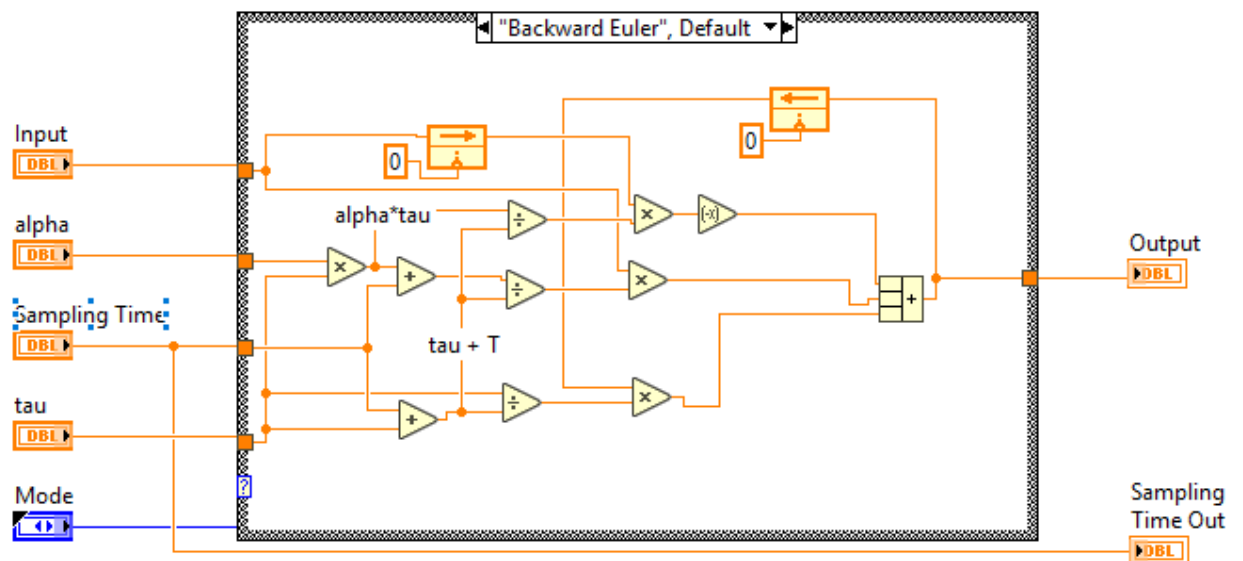 "Backward Euler", Default
Input
DBL
0
0
alpha
DBL
alpha*tau
÷
×
(-x)
Output
DBL
×
+
÷
×
+
Sampling Time
DBL
tau + T
tau
DBL
+
÷
×
?
Mode
Sampling
Time Out
DBL